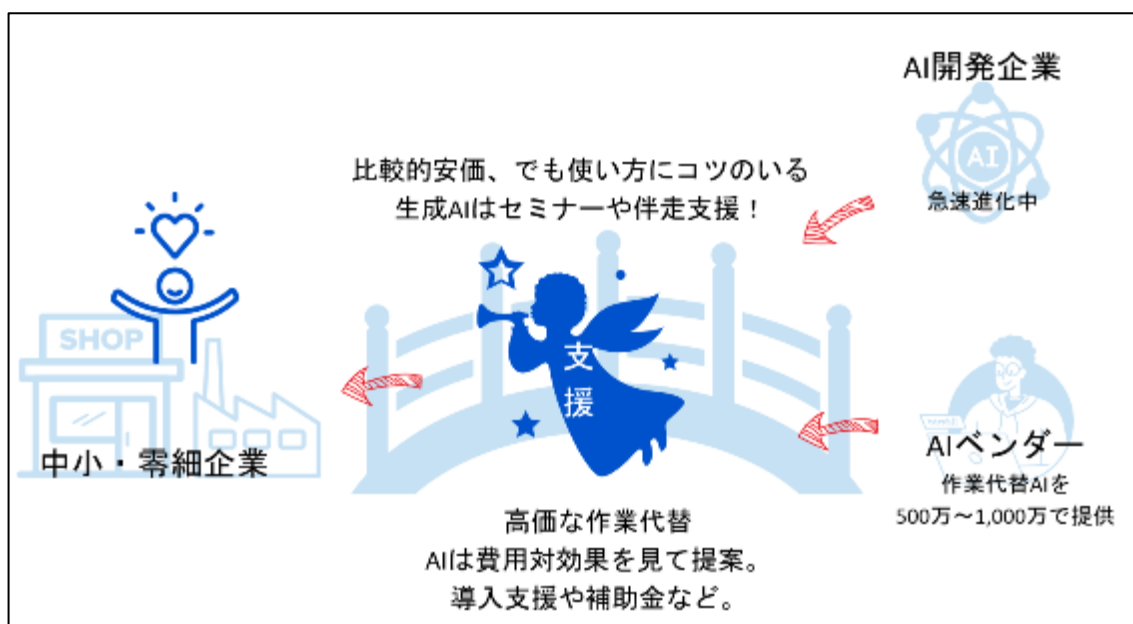 AI開発企業
AI
急速進化中
比較的安価、でも使い方にコツのいる
生成AIはセミナーや伴走支援！
SHOP
中小・零細企業
支
援
AIベンダー
作業代替AIを
500万～1,000万で提供
高価な作業代替
AIは費用対効果を見て提案。
導入支援や補助金など。